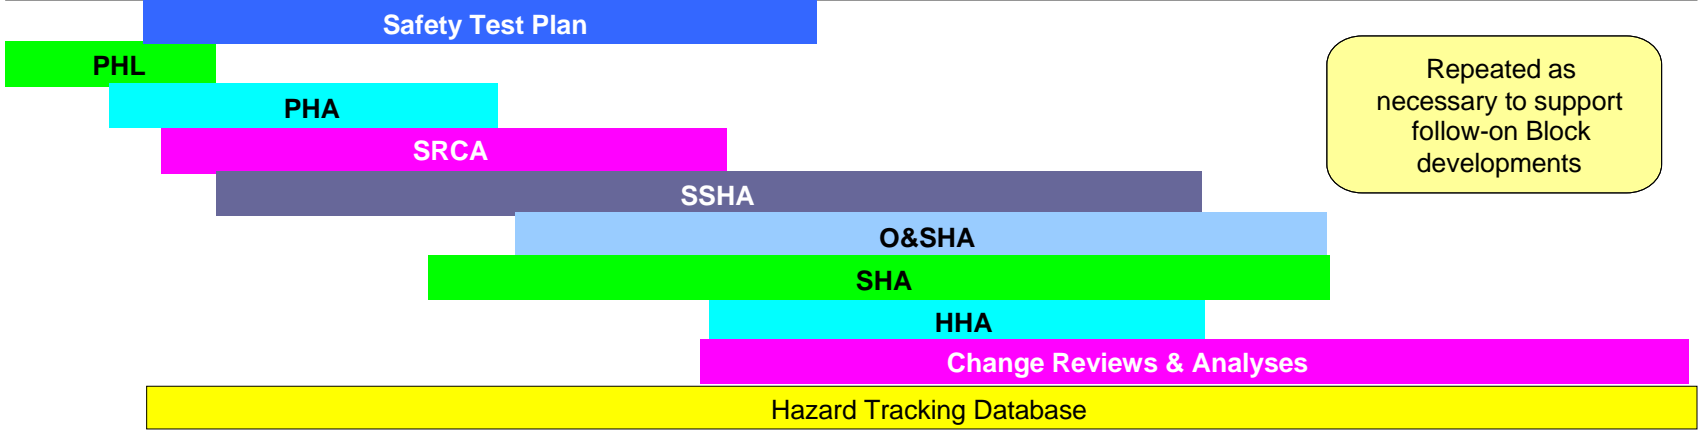 Safety Test Plan
PHL
PHA
SRCA
SSHA
O&SHA
SHA
HHA
Change Reviews & Analyses
Hazard Tracking Database
Repeated as
necessary to support
follow-on Block
developments